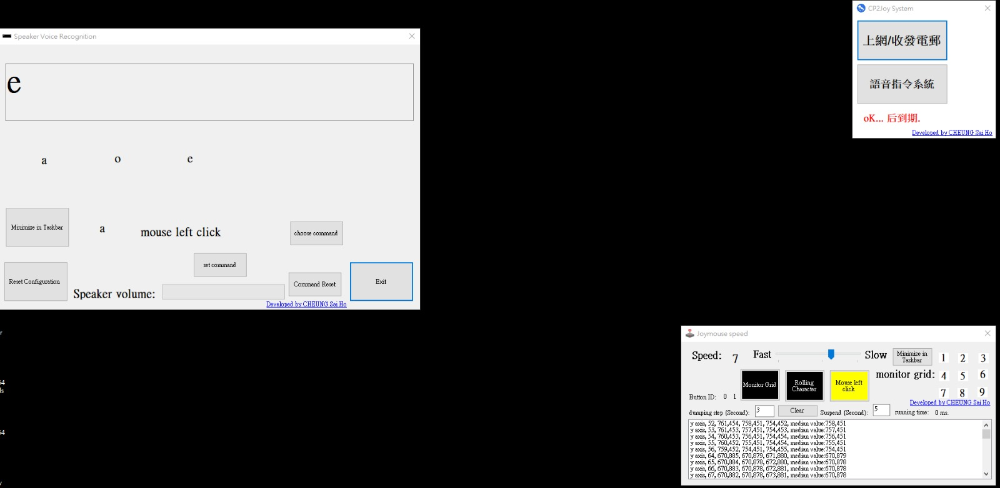 Speaker Voice Recognition
e
a o e
Minimize in Taskbar
a
mouse left click
choose command
set command
Reset Configuration
Speaker volume:
Command Reset
Exit
Developed by CHEUNG Sai Ho
CP2Joy System
上網/收發電郵
語音指令系統
oK... 后到期.
Developed by CHEUNG Sai Ho
Joymouse speed
Speed: 7 Fast Slow
Minimize in
Taskbar
1 2 3
monitor grid: 4 5 6
7 8 9
Button ID: 0 1
Monitor Grid
Rolling
Character
Mouse left
click
Developed by CHEUNG Sai Ho
dumping step (Second): 3 Clear Suspend (Second): 5 running time: 0 ms.
y axis, 52, 761,454, 758,451, 754,452, median value:758,451
y axis, 53, 761,453, 757,451, 754,453, median value:757,451
y axis, 54, 760,453, 756,451, 754,454, median value:756,451
y axis, 55, 760,452, 755,451, 754,454, median value:755,451
y axis, 56, 759,452, 754,451, 754,455, median value:754,451
y axis, 64, 670,885, 670,879, 671,880, median value:670,879
y axis, 65, 670,884, 670,878, 672,880, median value:670,878
y axis, 66, 670,883, 670,878, 672,881, median value:670,878
y axis, 67, 670,882, 670,878, 673,881, median value:670,878